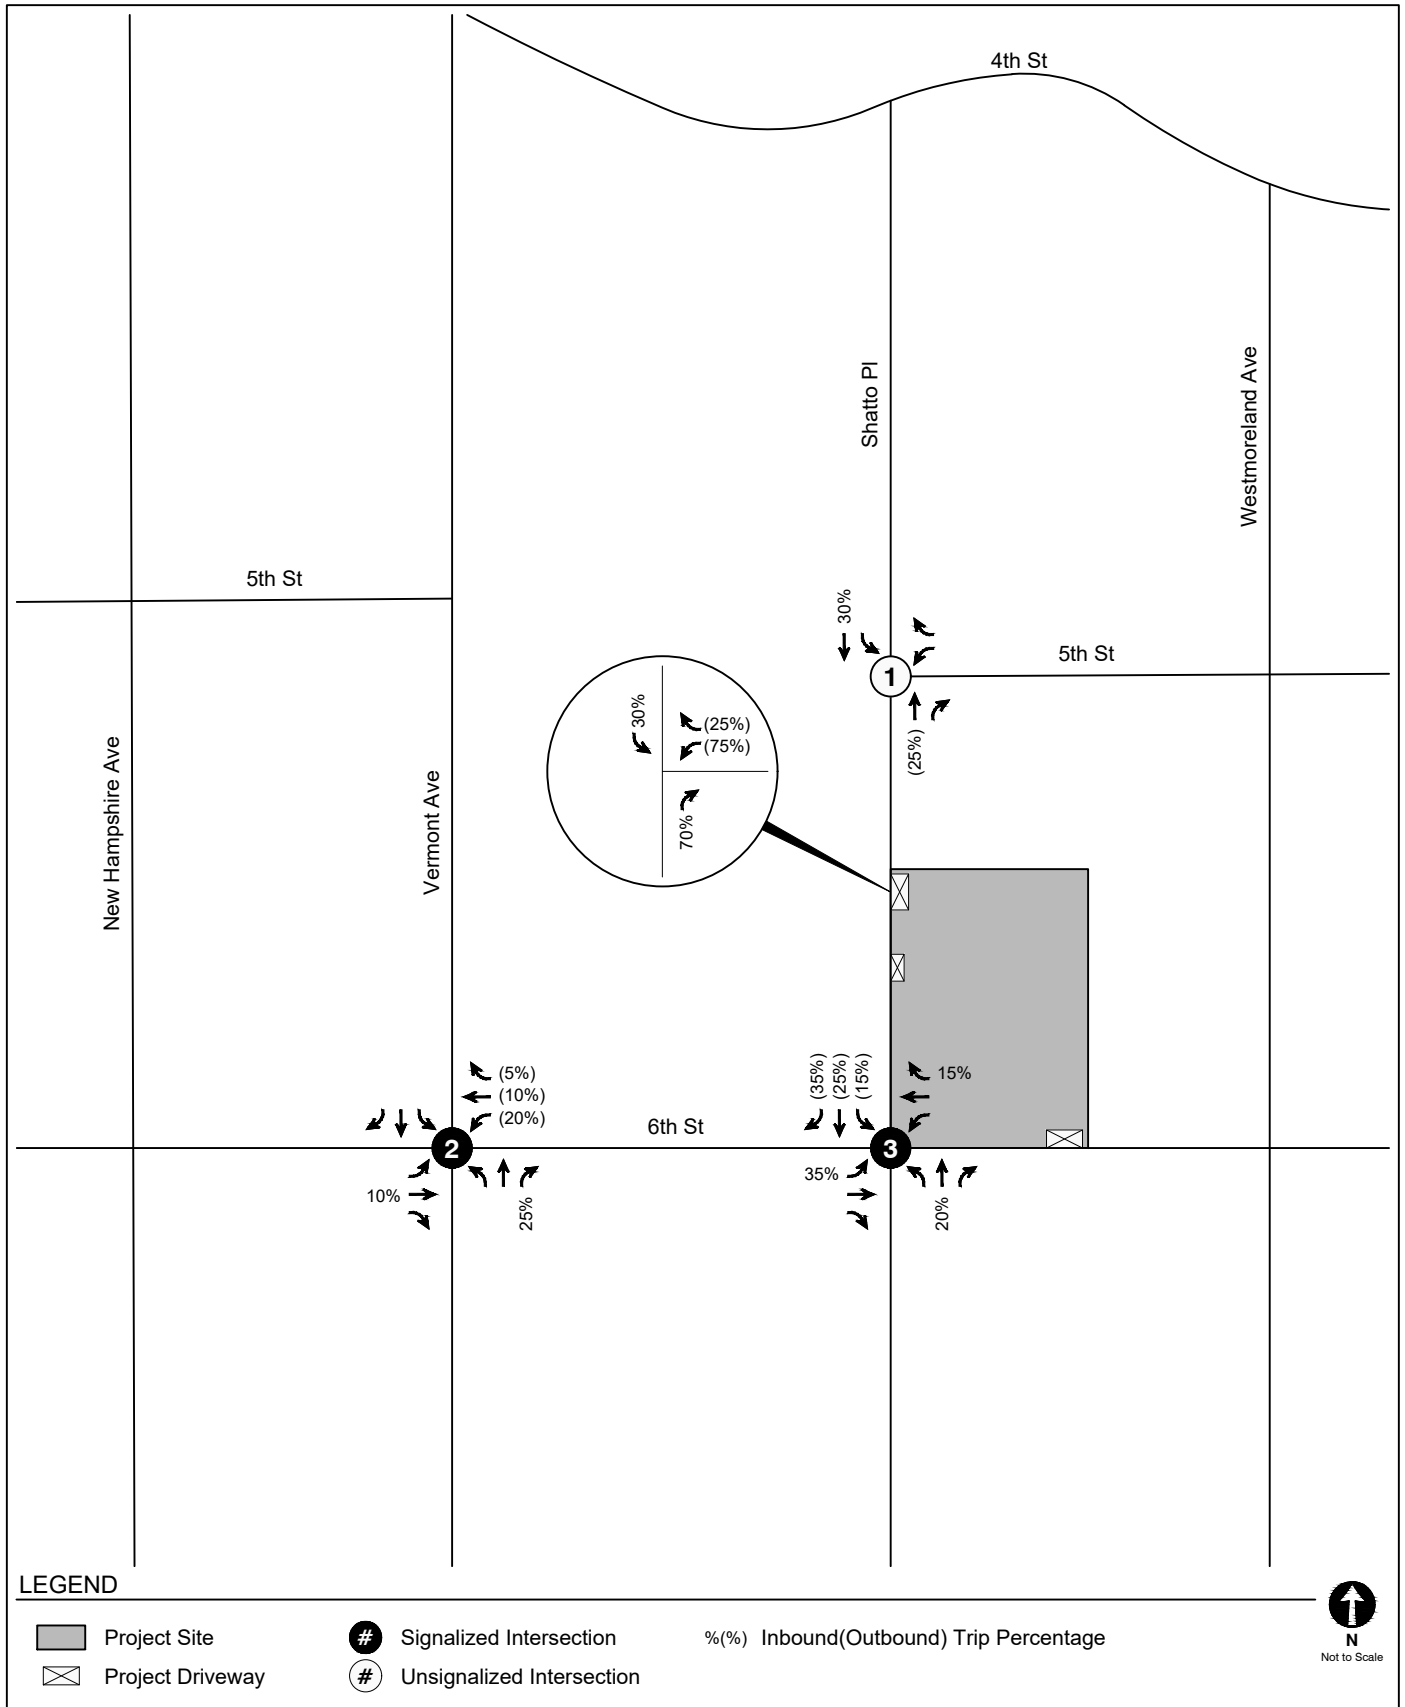 4th St
Shatto Pl
Westmoreland Ave
5th St
30%
5th St
1
30%
(25%)
(75%)
(25%)
70%
New Hampshire Ave
Vermont Ave
(5%)
(10%)
(20%)
(35%)
(25%)
(15%)
15%
6th St
2
3
10%
25%
35%
20%
LEGEND
Project Site
# Signalized Intersection
%(%) Inbound(Outbound) Trip Percentage
Project Driveway
# Unsignalized Intersection
N
Not to Scale